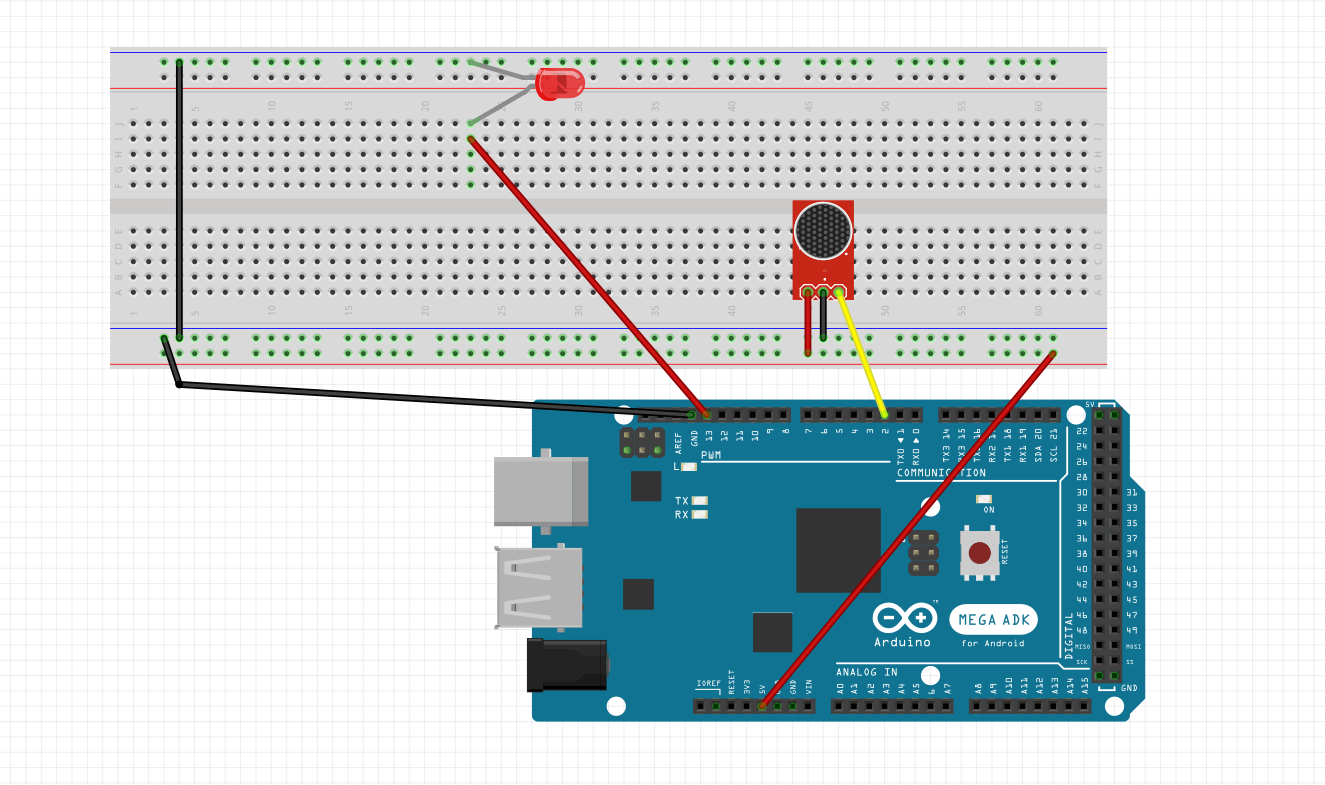 1 5 10 15 20 25 30 35 40 45 50 55 60
J J
I I
H H
G G
F F
E E
D D
C C
B B
A A
1 5 10 15 20 25 30 35 40 45 50 55 60
AREF GND 13 12 11 10 9 8 7 6 5 4 3 2 TX0 1 RX0 0 TX3 14 RX3 15 TX2 16 RX2 17 TX1 18 RX1 19 SDA 20 SCL 21
5V
22
24
26
28
30 31
32 33
34 35
36 37
38 39
40 41
42 43
44 45
46 47
48 49
MISO MOSI
SCK SS
GND
PWM
COMMUNICATION
L
TX
RX
ON
RESET
Arduino
TM
MEGA ADK
for Android
DIGITAL
ANALOG IN
IOREF RESET 3V3 5V GND VIN A0 A1 A2 A3 A4 A5 6 A7 A8 A9 A10 A11 A12 A13 A14 A15